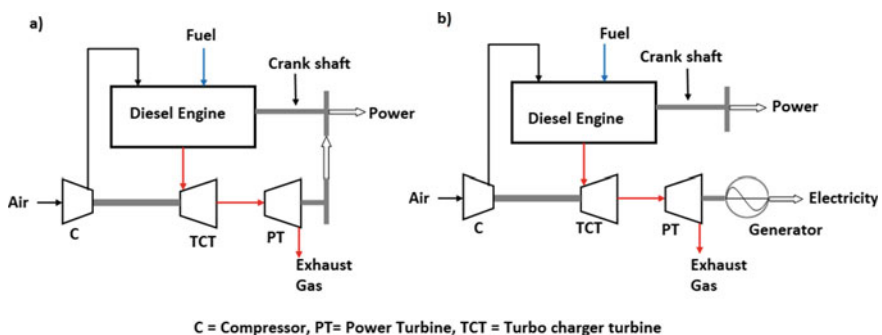 a)
Fuel
Crank shaft
Diesel Engine
Power
Air
C
TCT
PT
Exhaust
Gas
b)
Fuel
Crank shaft
Diesel Engine
Power
Air
C
TCT
PT
Electricity
Generator
Exhaust
Gas
C = Compressor, PT= Power Turbine, TCT = Turbo charger turbine